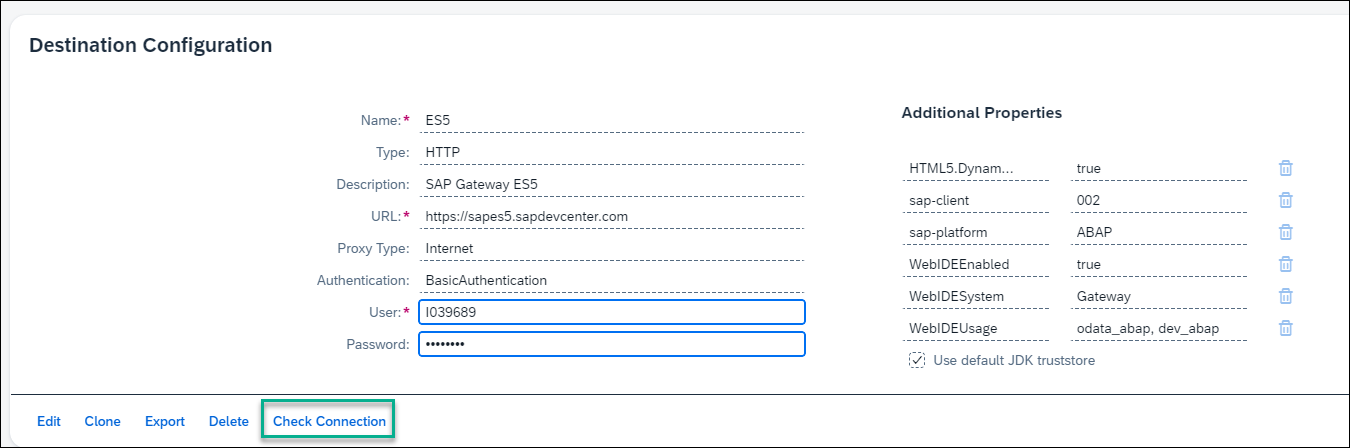 Destination Configuration
Name:* ES5
Type: HTTP
Description: SAP Gateway ES5
URL:* https://sapes5.sapdevcenter.com
Proxy Type: Internet
Authentication: BasicAuthentication
User:* I039689
Password: ••••••••
Additional Properties
HTML5.Dynam... true
sap-client 002
sap-platform ABAP
WebIDEEnabled true
WebIDESystem Gateway
WebIDEUsage odata_abap, dev_abap
Use default JDK truststore
Edit Clone Export Delete Check Connection